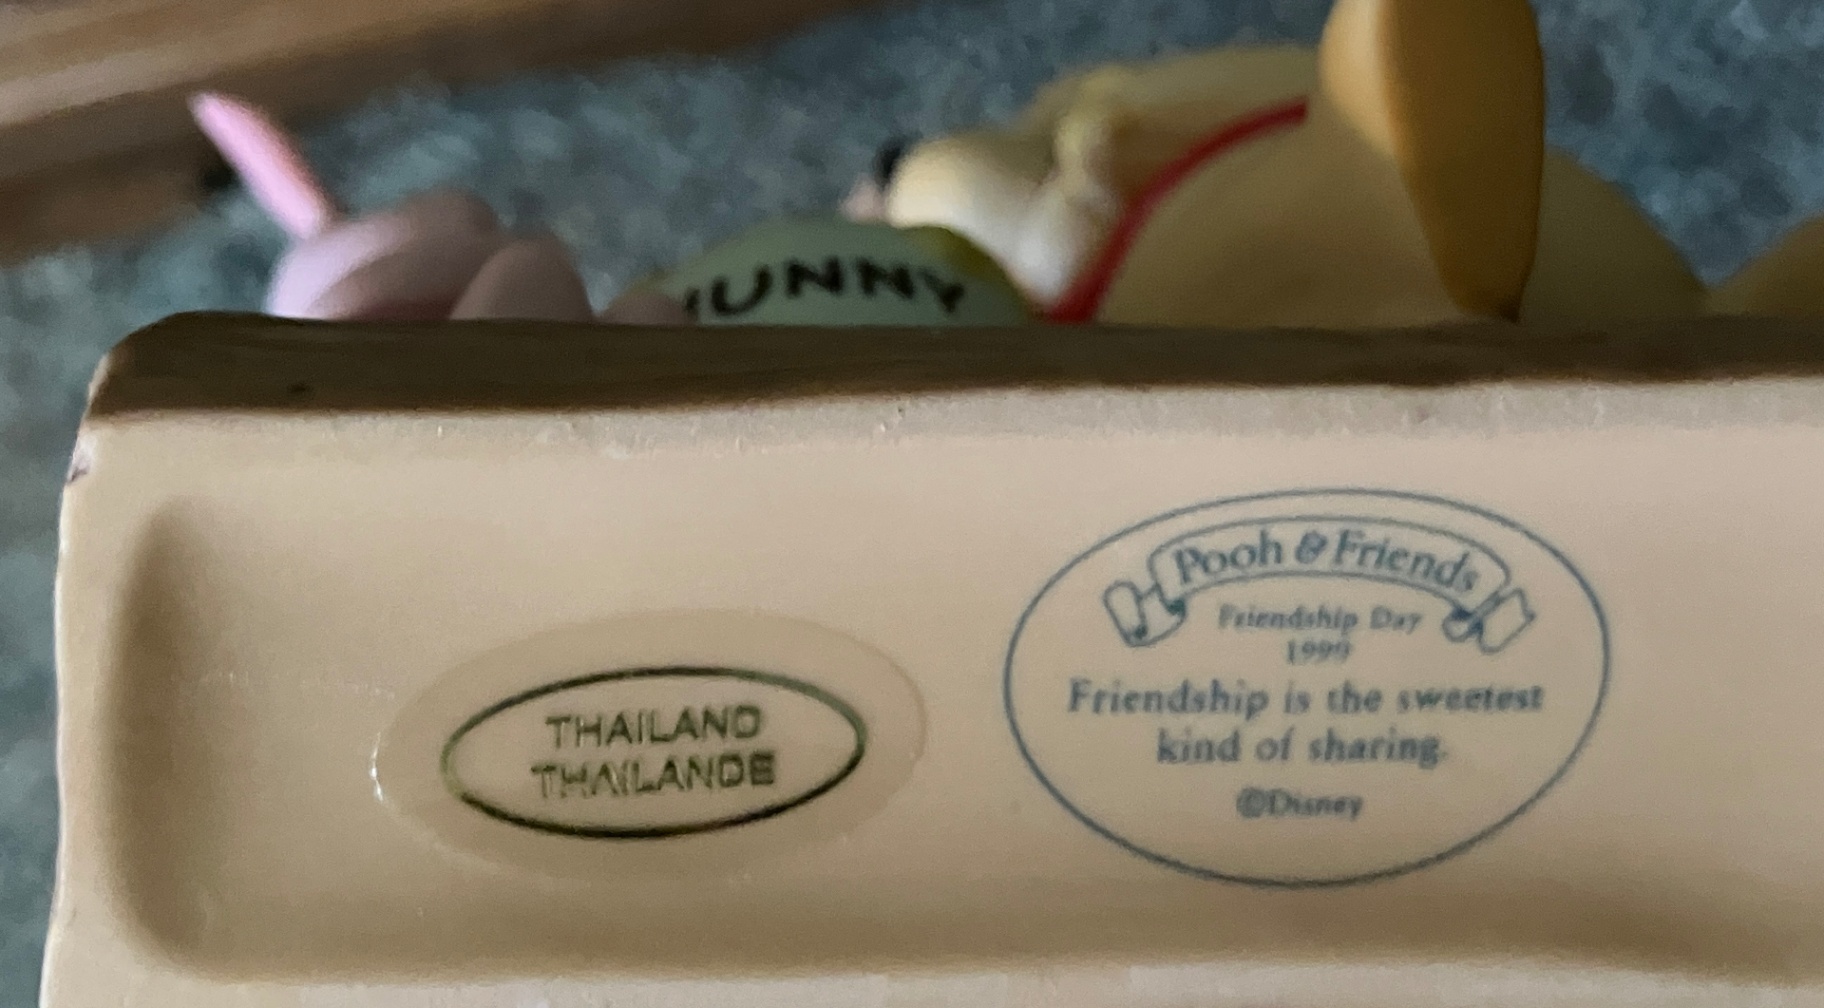 HUNNY
THAILAND
THAILANDE
Pooh & Friends
Friendship Day
1999
Friendship is the sweetest
kind of sharing.
©Disney